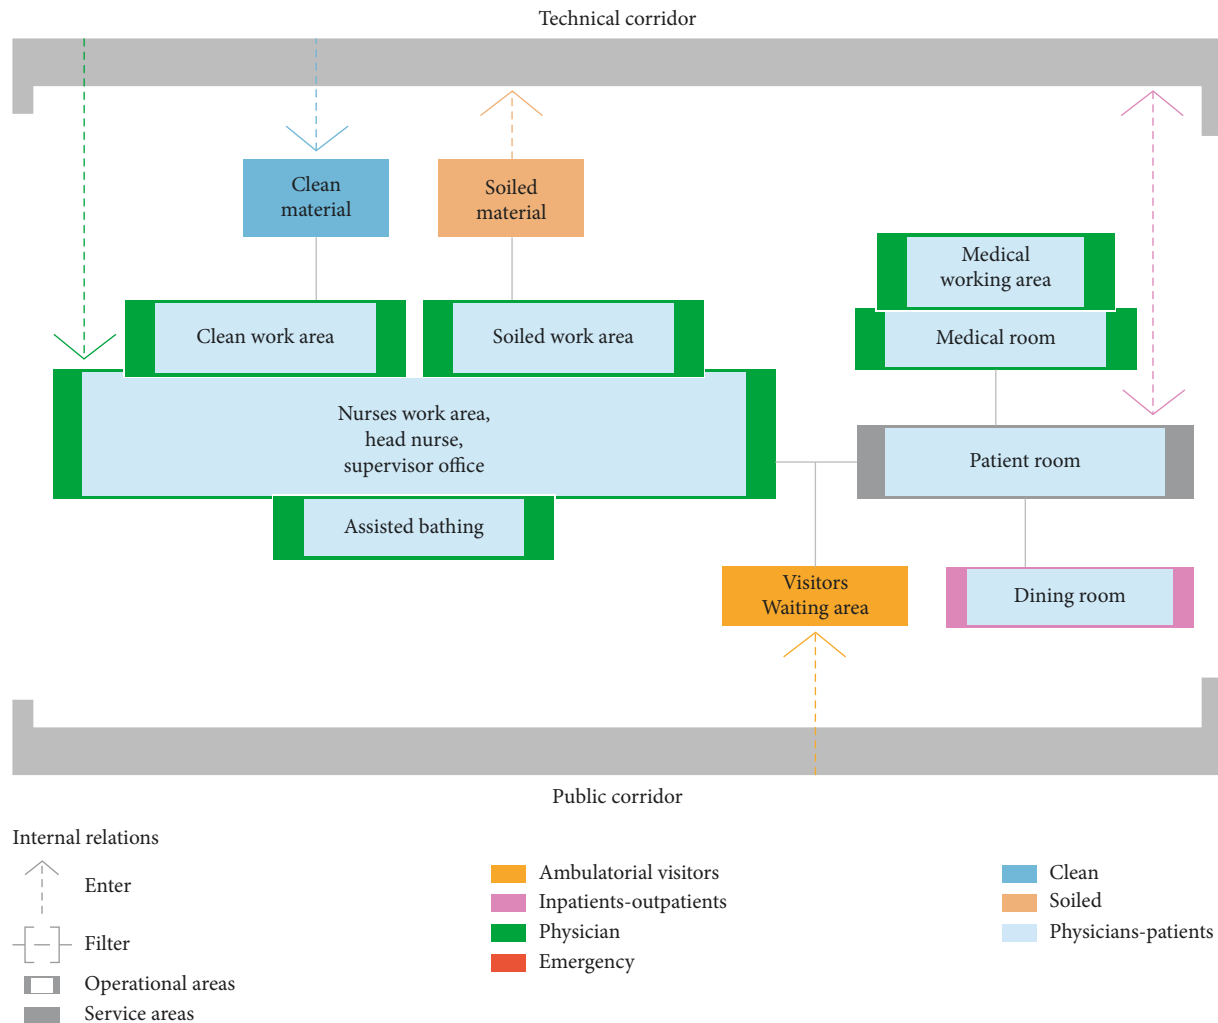 Technical corridor
Clean
material
Soiled
material
Medical
working area
Clean work area
Soiled work area
Medical room
Nurses work area,
head nurse,
supervisor office
Patient room
Assisted bathing
Visitors
Waiting area
Dining room
Public corridor
Internal relations
Enter
Filter
Operational areas
Service areas
Ambulatorial visitors
Inpatients-outpatients
Physician
Emergency
Clean
Soiled
Physicians-patients